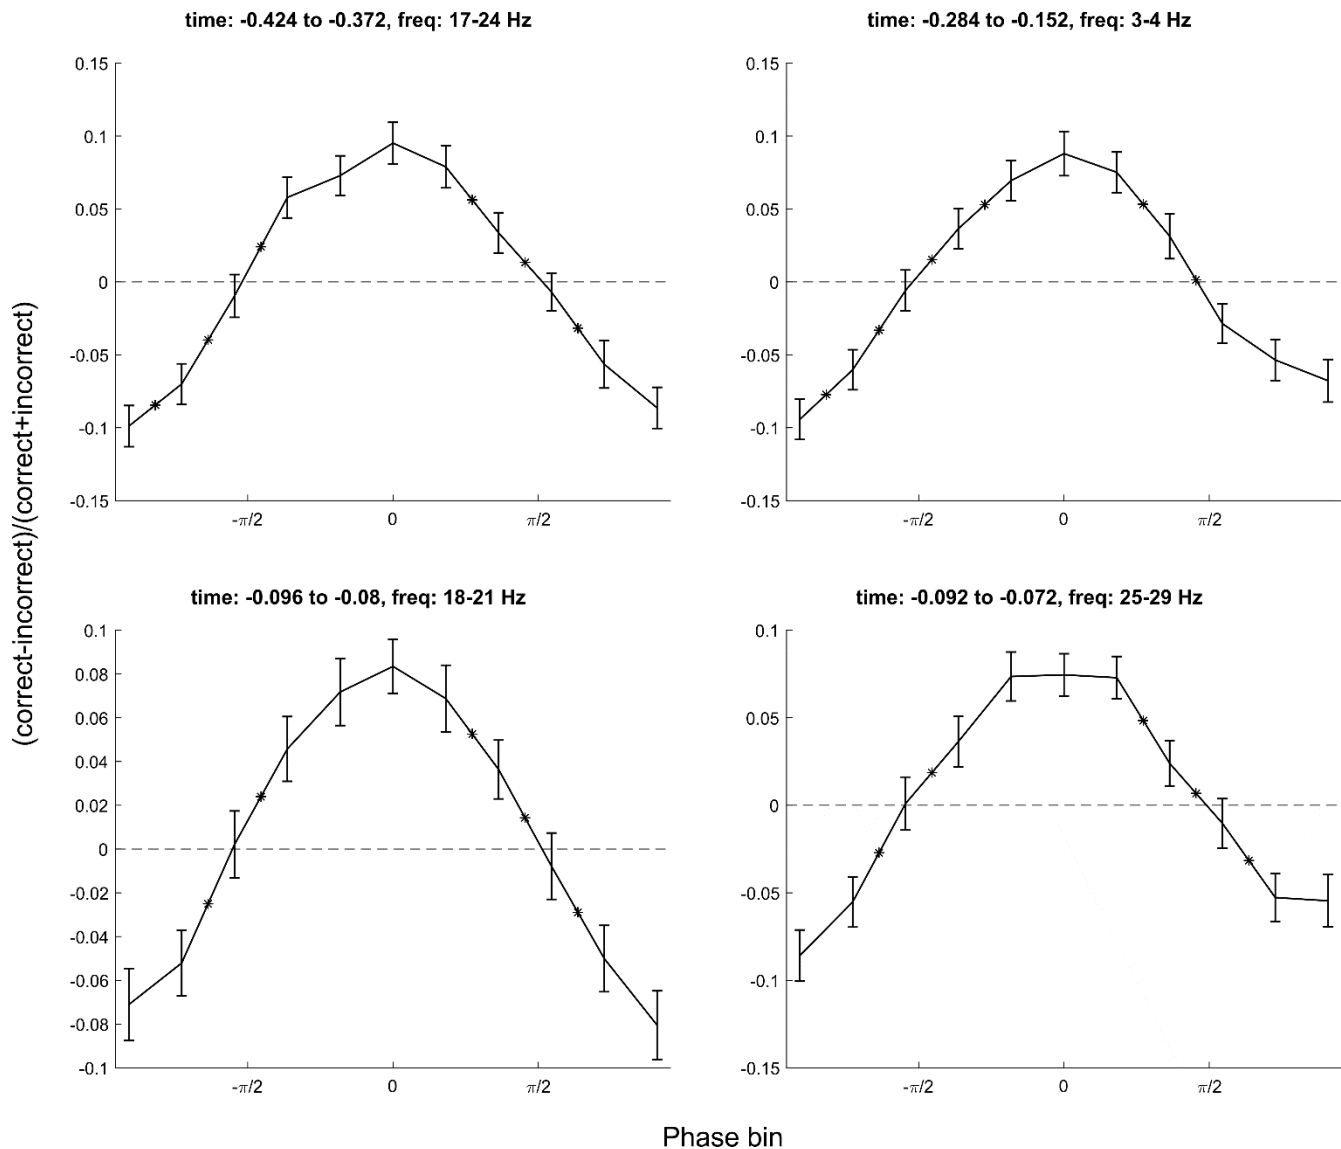 time: -0.424 to -0.372, freq: 17-24 Hz
time: -0.284 to -0.152, freq: 3-4 Hz
0.15
0.1
0.05
0
-0.05
-0.1
-0.15
-π/2
0
π/2
0.15
0.1
0.05
0
-0.05
-0.1
-0.15
-π/2
0
π/2
(correct-incorrect)/(correct+incorrect)
time: -0.096 to -0.08, freq: 18-21 Hz
time: -0.092 to -0.072, freq: 25-29 Hz
0.1
0.08
0.06
0.04
0.02
0
-0.02
-0.04
-0.06
-0.08
-0.1
-π/2
0
π/2
0.1
0.05
0
-0.05
-0.1
-0.15
-π/2
0
π/2
Phase bin